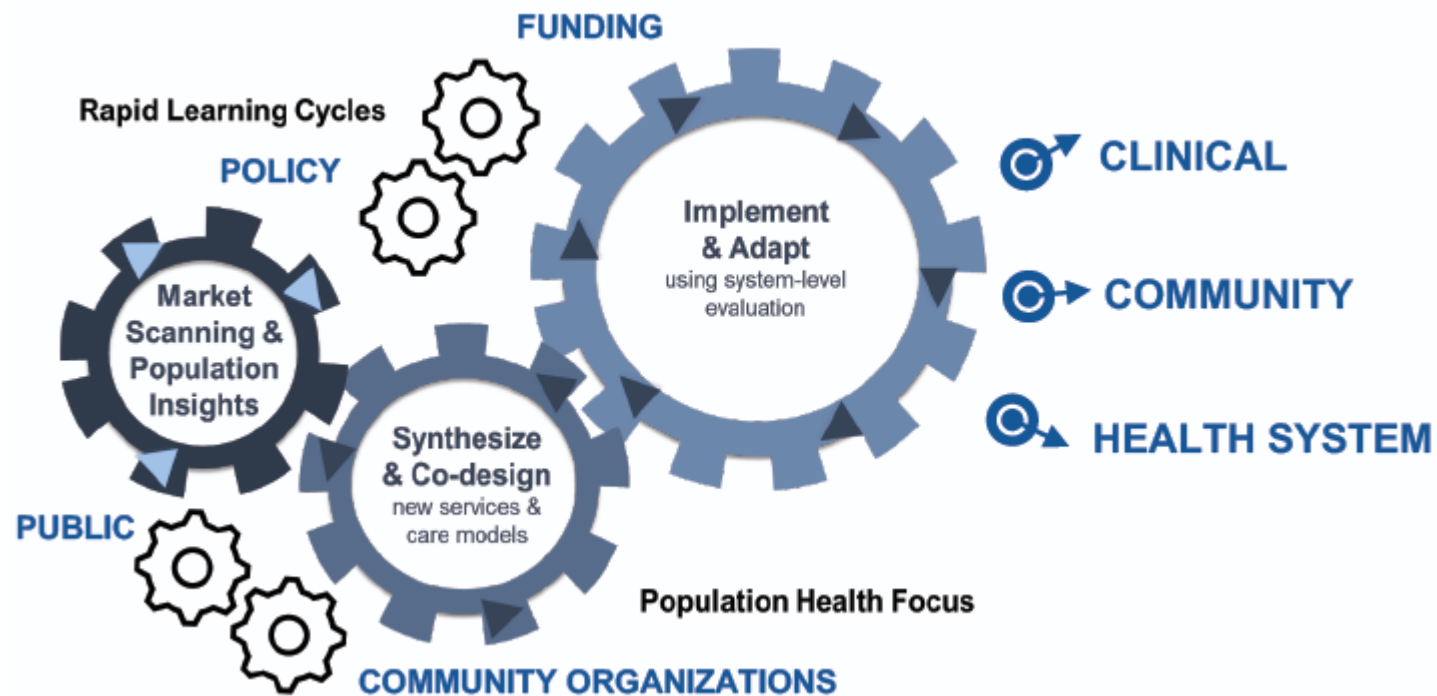 FUNDING
Rapid Learning Cycles
POLICY
CLINICAL
Implement
& Adapt
using system-level
evaluation
COMMUNITY
Market
Scanning &
Population
Insights
Synthesize
& Co-design
new services &
care models
HEALTH SYSTEM
PUBLIC
Population Health Focus
COMMUNITY ORGANIZATIONS